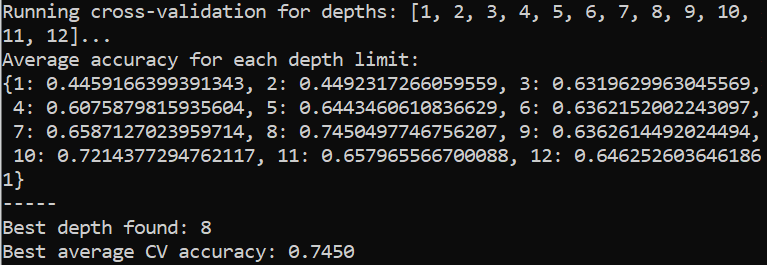 Running cross-validation for depths: [1, 2, 3, 4, 5, 6, 7, 8, 9, 10,
11, 12]...
Average accuracy for each depth limit:
{1: 0.4459166399391343, 2: 0.4492317266059559, 3: 0.6319629963045569,
4: 0.6075879815935604, 5: 0.6443460610836629, 6: 0.6362152002243097,
7: 0.6587127023959714, 8: 0.7450497746756207, 9: 0.6362614492024494,
10: 0.7214377294762117, 11: 0.657965566700088, 12: 0.646252603646186
1}
-----
Best depth found: 8
Best average CV accuracy: 0.7450